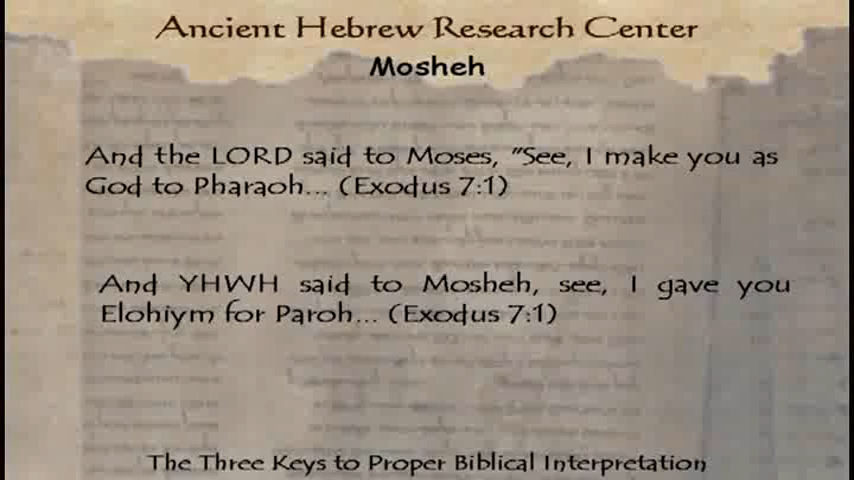 Ancient Hebrew Research Center
Mosheh
And the LORD said to Moses, "See, I make you as
God to Pharaoh... (Exodus 7:1)
And YHWH said to Mosheh, see, I gave you
Elohiym for Paroh... (Exodus 7:1)
The Three Keys to Proper Biblical Interpretation